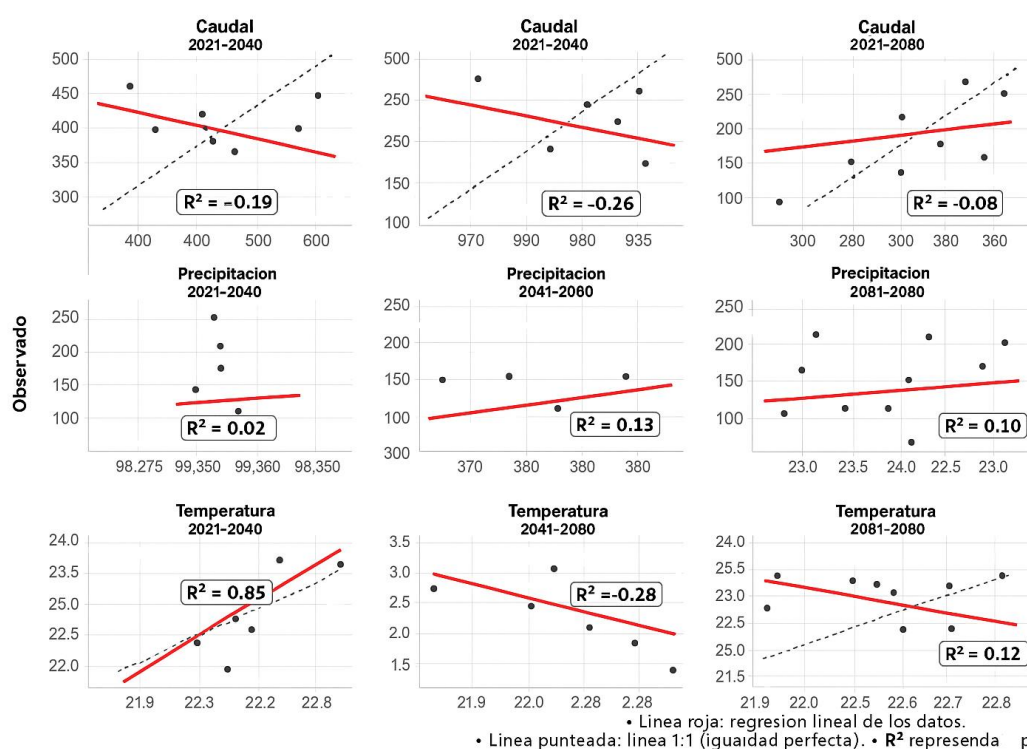 Caudal
2021-2040
500
450
400
350
300
R² = -0.19
400 400 500 600
Caudal
2021-2040
500
250
250
150
100
R² = -0.26
970 990 980 935
Caudal
2021-2080
500
250
200
150
100
R² = -0.08
300 280 300 380 360
Observado
Precipitacion
2021-2040
250
200
150
100
R² = 0.02
98.275 99,350 99,360 98,350
Precipitacion
2041-2060
250
200
150
100
300
R² = 0.13
370 380 380 380
Precipitacion
2081-2080
250
200
150
100
R² = 0.10
23.0 23.5 24.0 22.5 23.0
Temperatura
2021-2040
24.0
23.5
25.0
22.5
22.0
R² = 0.85
21.9 22.3 22.2 22.8
Temperatura
2041-2080
3.5
3.0
2.5
2.0
1.5
R² =-0.28
21.9 22.0 2.28 2.28
Temperatura
2081-2080
24.0
25.5
23.0
22.5
25.0
21.5
R² = 0.12
21.9 22.0 22.5 22.6 22.7 22.8
• Linea roja: regresion lineal de los datos.
• Linea punteada: linea 1:1 (iguaidad perfecta). • R² represenda p